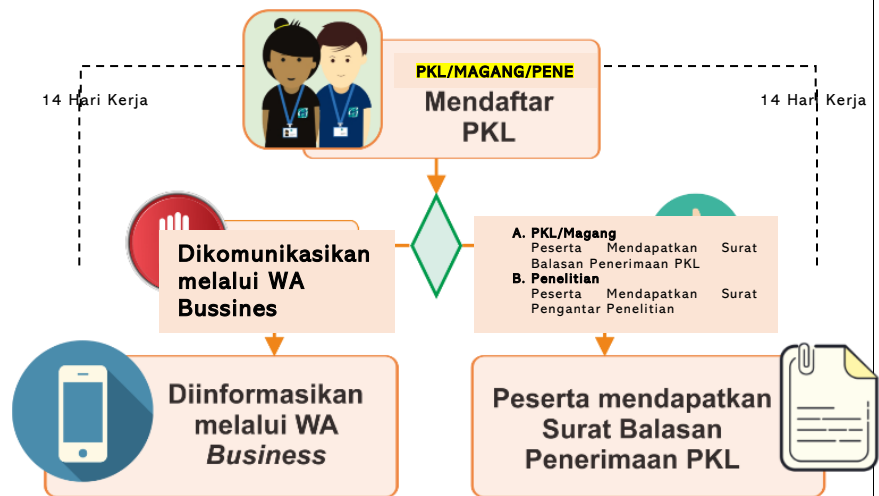 PKL/MAGANG/PENE
Mendaftar
PKL
14 Hari Kerja
14 Hari Kerja
Dikomunikasikan
melalui WA
Bussines
A. PKL/Magang
Peserta Mendapatkan Surat
Balasan Penerimaan PKL
B. Penelitian
Peserta Mendapatkan Surat
Pengantar Penelitian
Diinformasikan
melalui WA
Business
Peserta mendapatkan
Surat Balasan
Penerimaan PKL